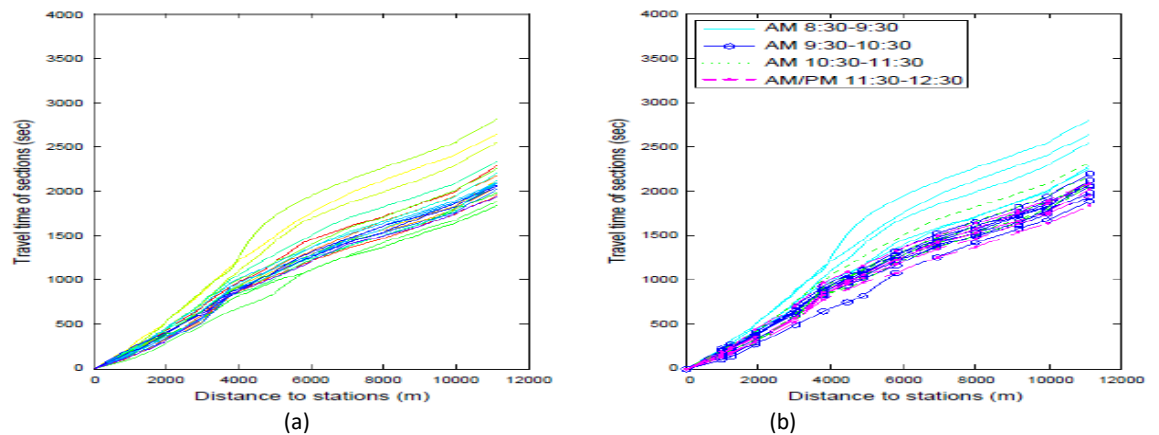 4000
3500
3000
2500
2000
1500
1000
500
0
Travel time of sections (sec)
0 2000 4000 6000 8000 10000 12000
Distance to stations (m)
(a)
4000
3500
3000
2500
2000
1500
1000
500
0
Travel time of sections (sec)
AM 8:30-9:30
AM 9:30-10:30
AM 10:30-11:30
AM/PM 11:30-12:30
0 2000 4000 6000 8000 10000 12000
Distance to stations (m)
(b)